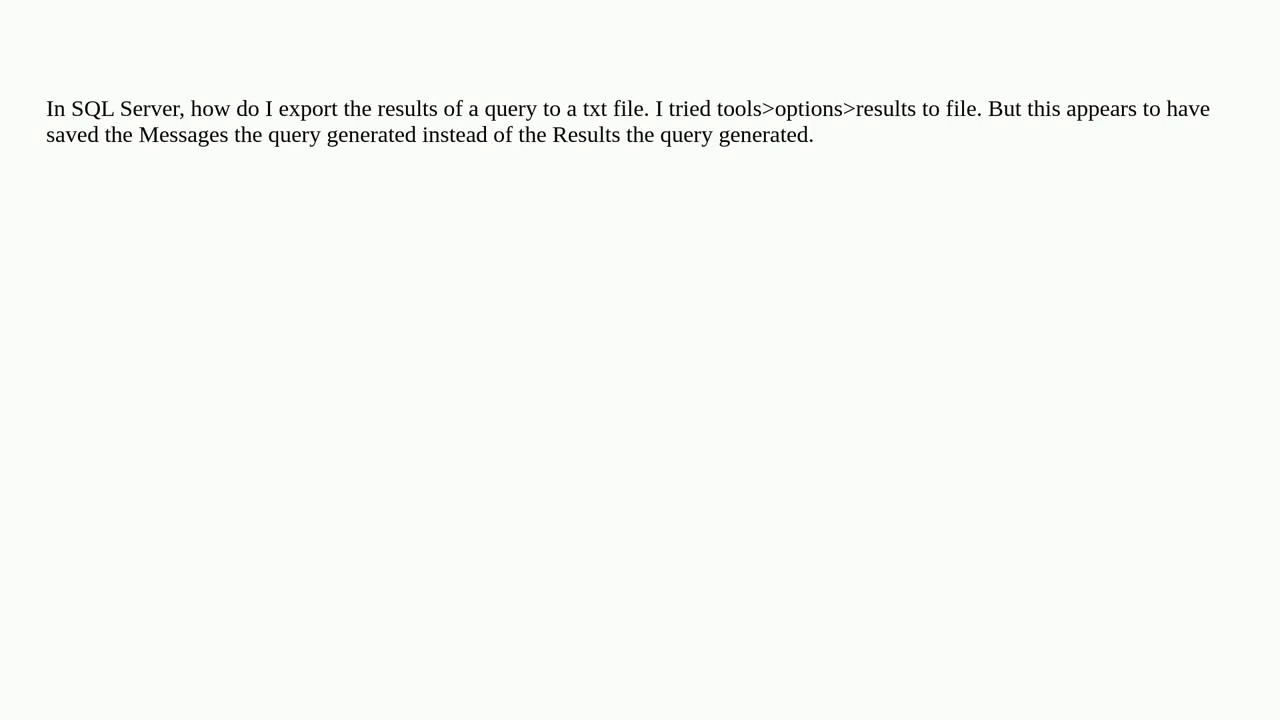 In SQL Server, how do I export the results of a query to a txt file. I tried tools>options>results to file. But this appears to have
saved the Messages the query generated instead of the Results the query generated.